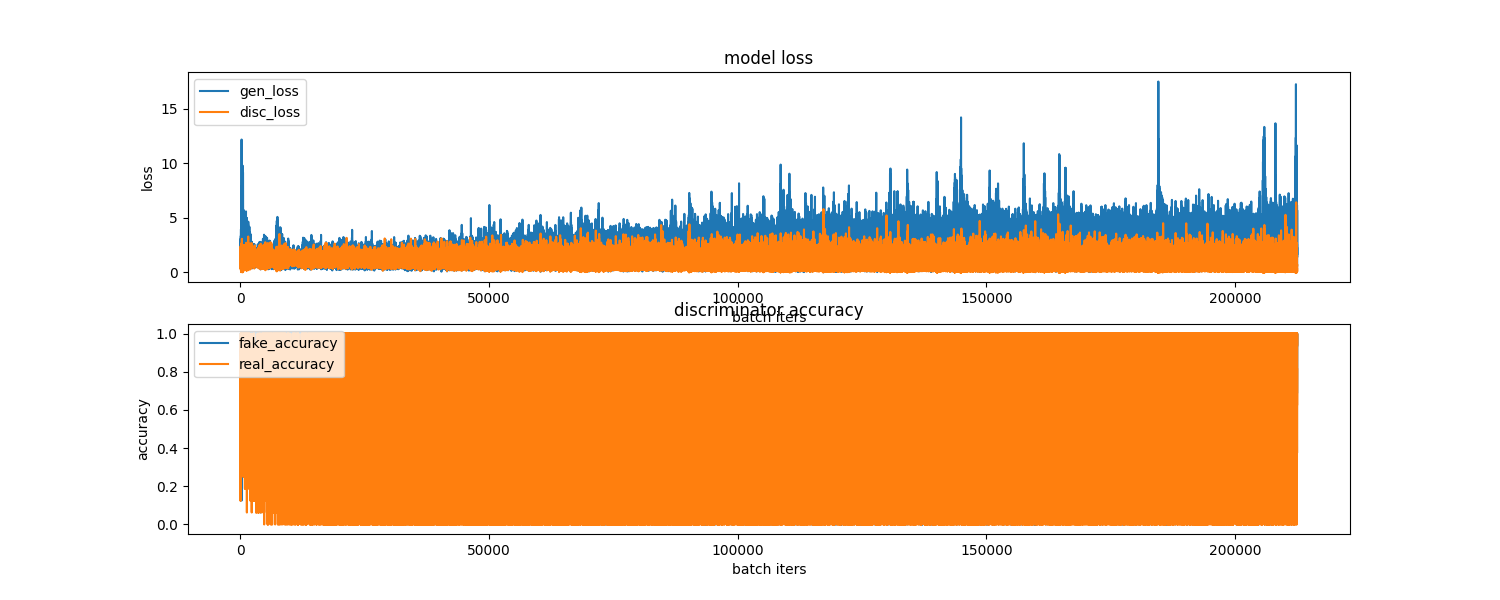 model loss
gen_loss
disc_loss
15
10
5
0
loss
0
50000
100000
150000
200000
batch iters
discriminator accuracy
fake_accuracy
real_accuracy
1.0
0.8
0.6
0.4
0.2
0.0
accuracy
0
50000
100000
150000
200000
batch iters